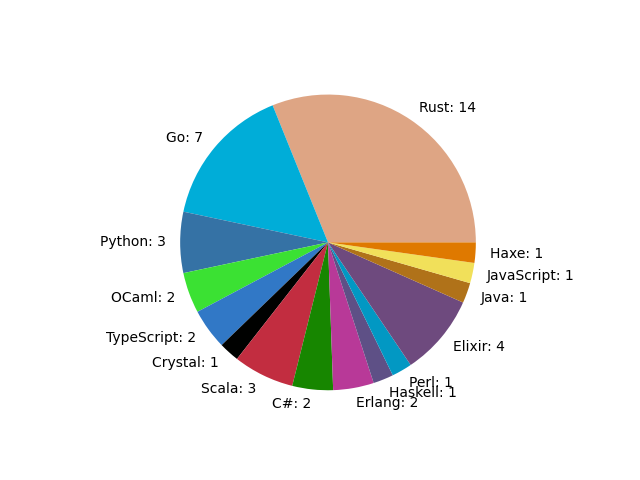 Rust: 14
Go: 7
Python: 3
OCaml: 2
TypeScript: 2
Crystal: 1
Scala: 3
C#: 2
Erlang: 2
Haskell: 1
Perl: 1
Elixir: 4
Java: 1
JavaScript: 1
Haxe: 1